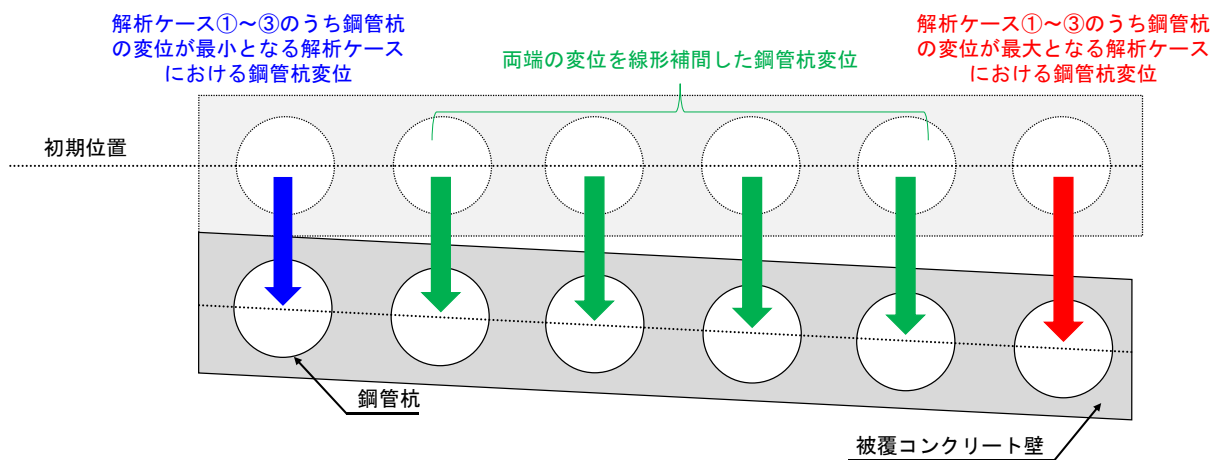 解析ケース①～③のうち鋼管杭
の変位が最小となる解析ケース
における鋼管杭変位
両端の変位を線形補間した鋼管杭変位
解析ケース①～③のうち鋼管杭
の変位が最大となる解析ケース
における鋼管杭変位
初期位置
鋼管杭
被覆コンクリート壁